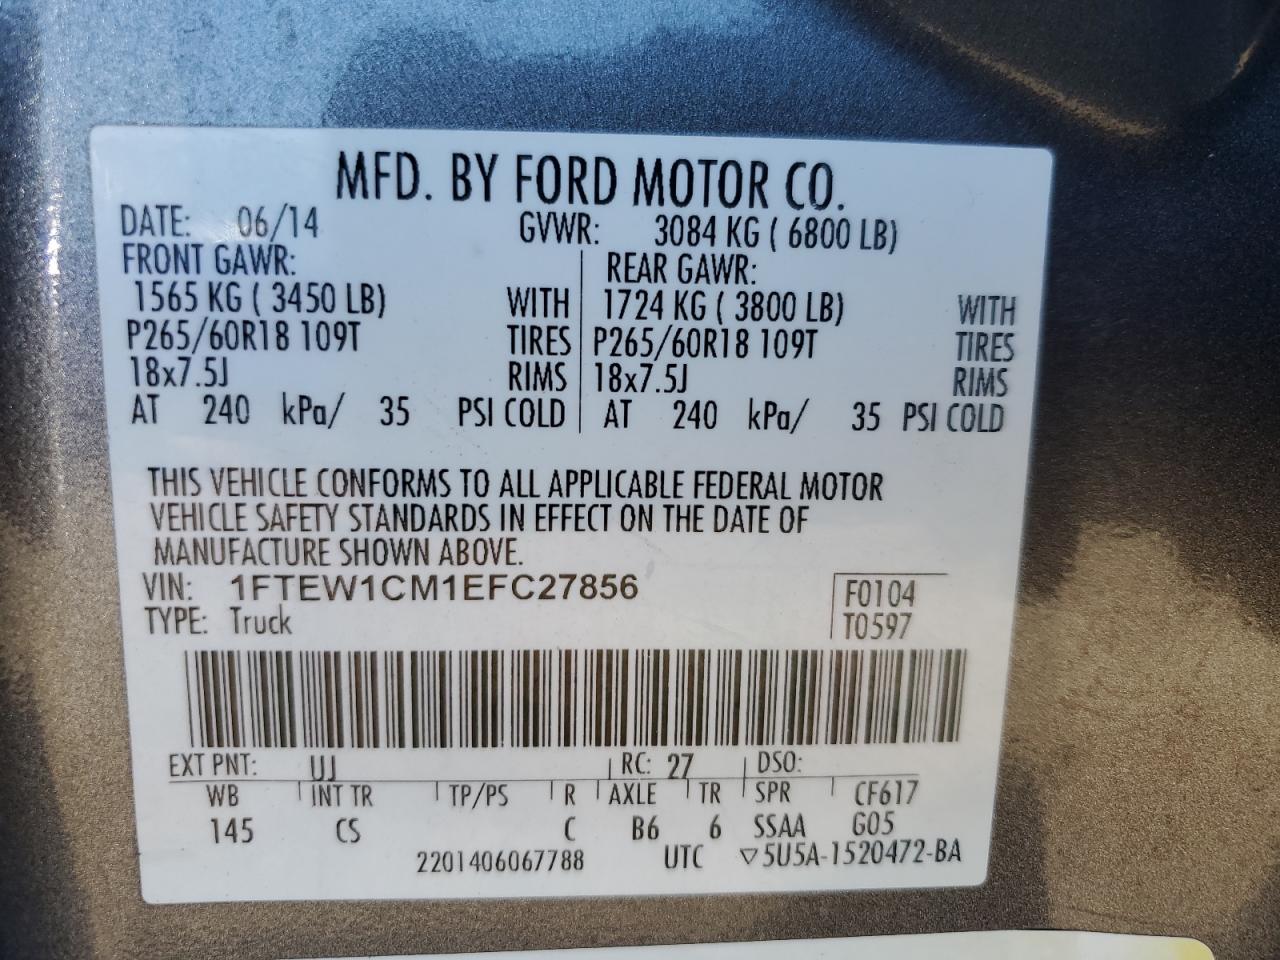 MFD. BY FORD MOTOR CO.
DATE: 06/14 GVWR: 3084 KG ( 6800 LB)
FRONT GAWR: REAR GAWR:
1565 KG ( 3450 LB) WITH 1724 KG ( 3800 LB) WITH
P265/60R18 109T TIRES P265/60R18 109T TIRES
18x7.5J RIMS 18x7.5J RIMS
AT 240 kPa/ 35 PSI COLD AT 240 kPa/ 35 PSI COLD
THIS VEHICLE CONFORMS TO ALL APPLICABLE FEDERAL MOTOR
VEHICLE SAFETY STANDARDS IN EFFECT ON THE DATE OF
MANUFACTURE SHOWN ABOVE.
VIN: 1FTEW1CM1EFC27856 F0104
TYPE: Truck T0597
EXT PNT: UJ RC: 27 DSO:
WB INT TR TP/PS R AXLE TR SPR CF617
145 CS C B6 6 SSAA G05
2201406067788 UTC ▽5U5A-1520472-BA